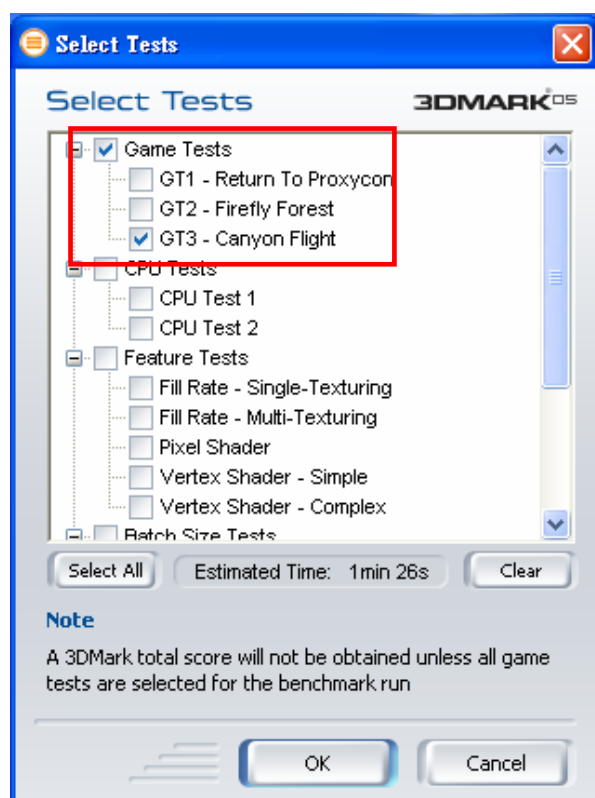 Select Tests
Select Tests 3DMARK05
Game Tests
GT1 - Return To Proxycon
GT2 - Firefly Forest
GT3 - Canyon Flight
CPU Tests
CPU Test 1
CPU Test 2
Feature Tests
Fill Rate - Single-Texturing
Fill Rate - Multi-Texturing
Pixel Shader
Vertex Shader - Simple
Vertex Shader - Complex
Batch Size Tests
Select All Estimated Time: 1min 26s Clear
Note
A 3DMark total score will not be obtained unless all game
tests are selected for the benchmark run
OK Cancel